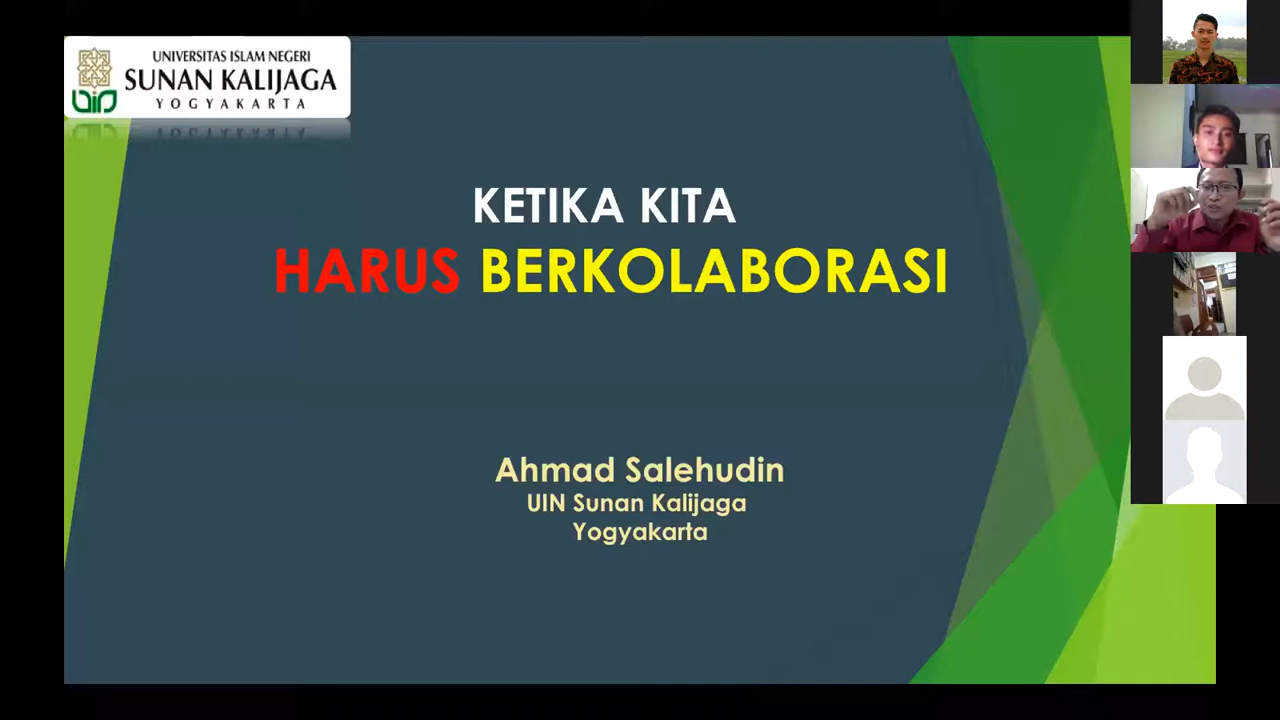 UNIVERSITAS ISLAM NEGERI
SUNAN KALIJAGA
YOGYAKARTA
KETIKA KITA
HARUS BERKOLABORASI
Ahmad Salehudin
UIN Sunan Kalijaga
Yogyakarta